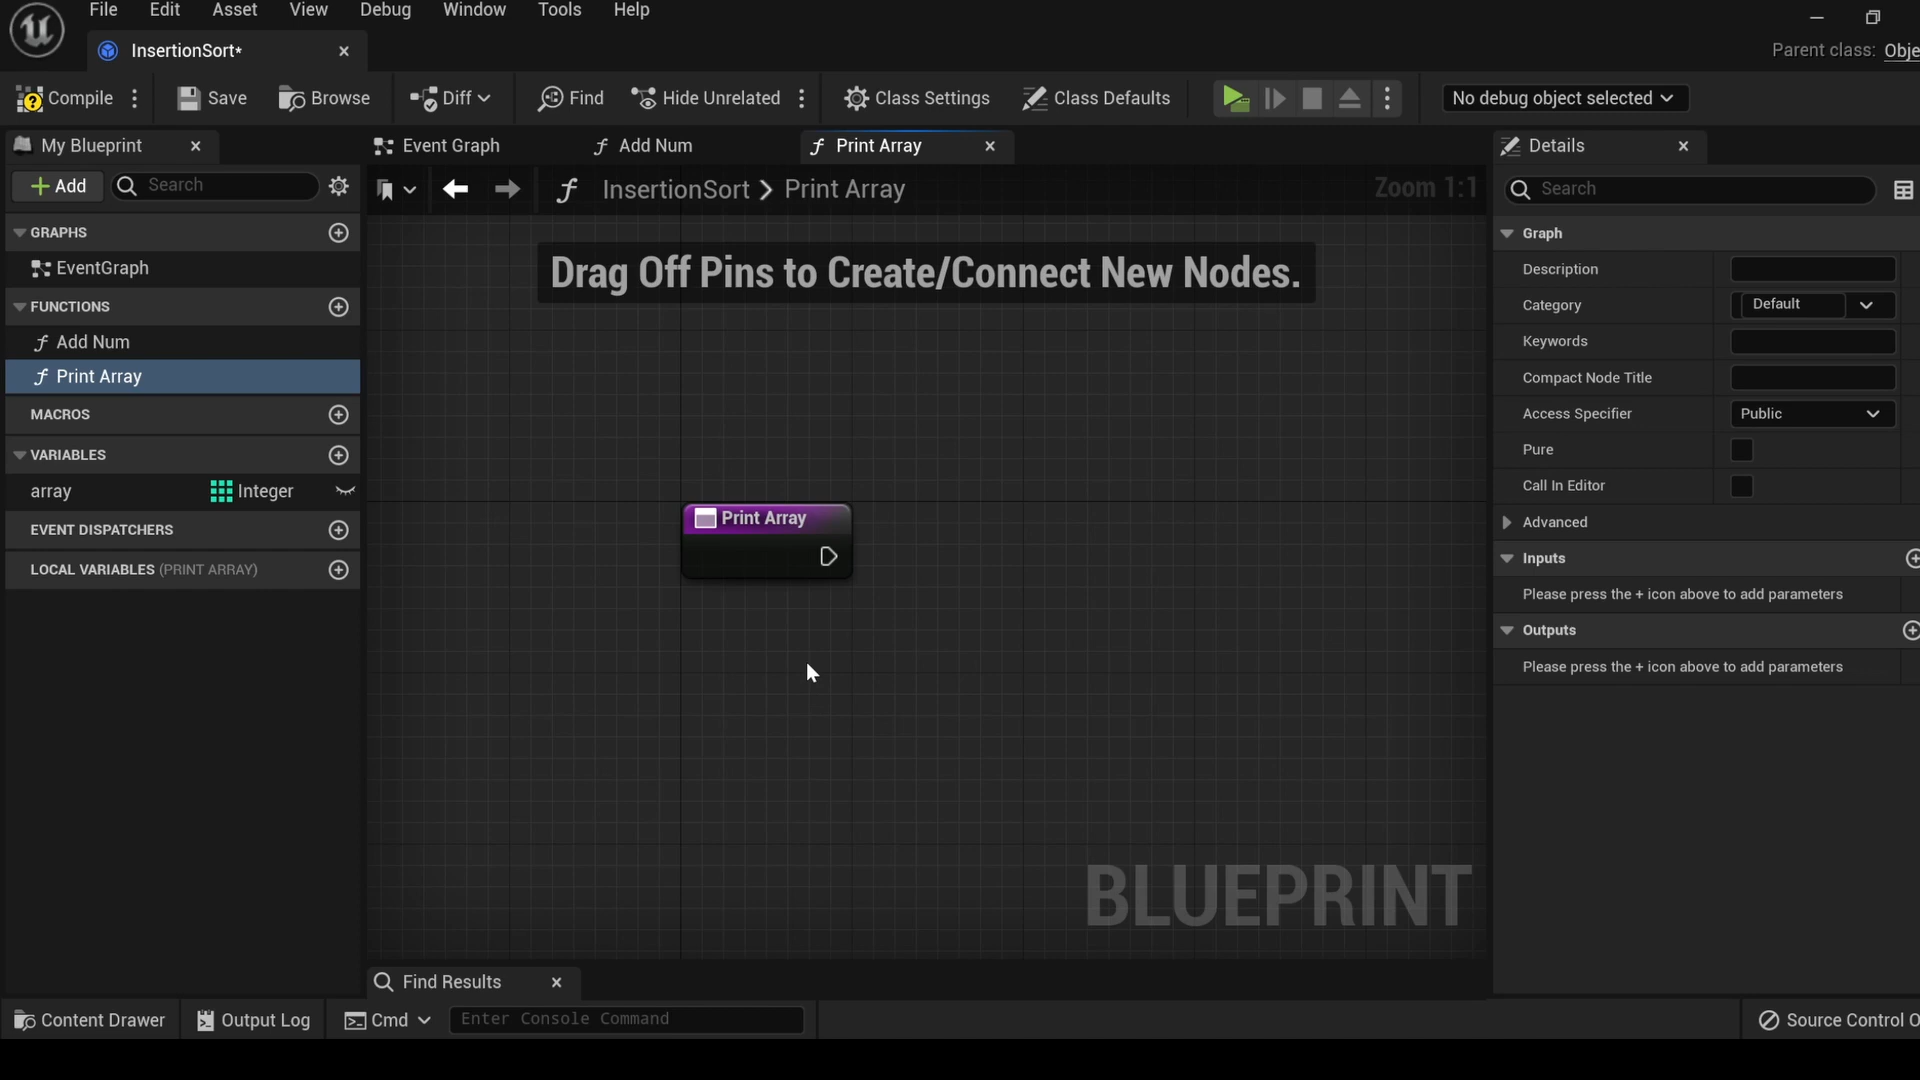 File Edit Asset View Debug Window Tools Help
InsertionSort*
Parent class: Obje
Compile Save Browse Diff Find Hide Unrelated Class Settings Class Defaults No debug object selected
My Blueprint Event Graph Add Num Print Array Details
Add Search
InsertionSort > Print Array Zoom 1:1
Search
GRAPHS
EventGraph
FUNCTIONS
Add Num
Print Array
MACROS
VARIABLES
array Integer
EVENT DISPATCHERS
LOCAL VARIABLES (PRINT ARRAY)
Drag Off Pins to Create/Connect New Nodes.
Print Array
BLUEPRINT
Graph
Description
Category Default
Keywords
Compact Node Title
Access Specifier Public
Pure
Call In Editor
Advanced
Inputs
Please press the + icon above to add parameters
Outputs
Please press the + icon above to add parameters
Find Results
Content Drawer Output Log Cmd Enter Console Command Source Control O